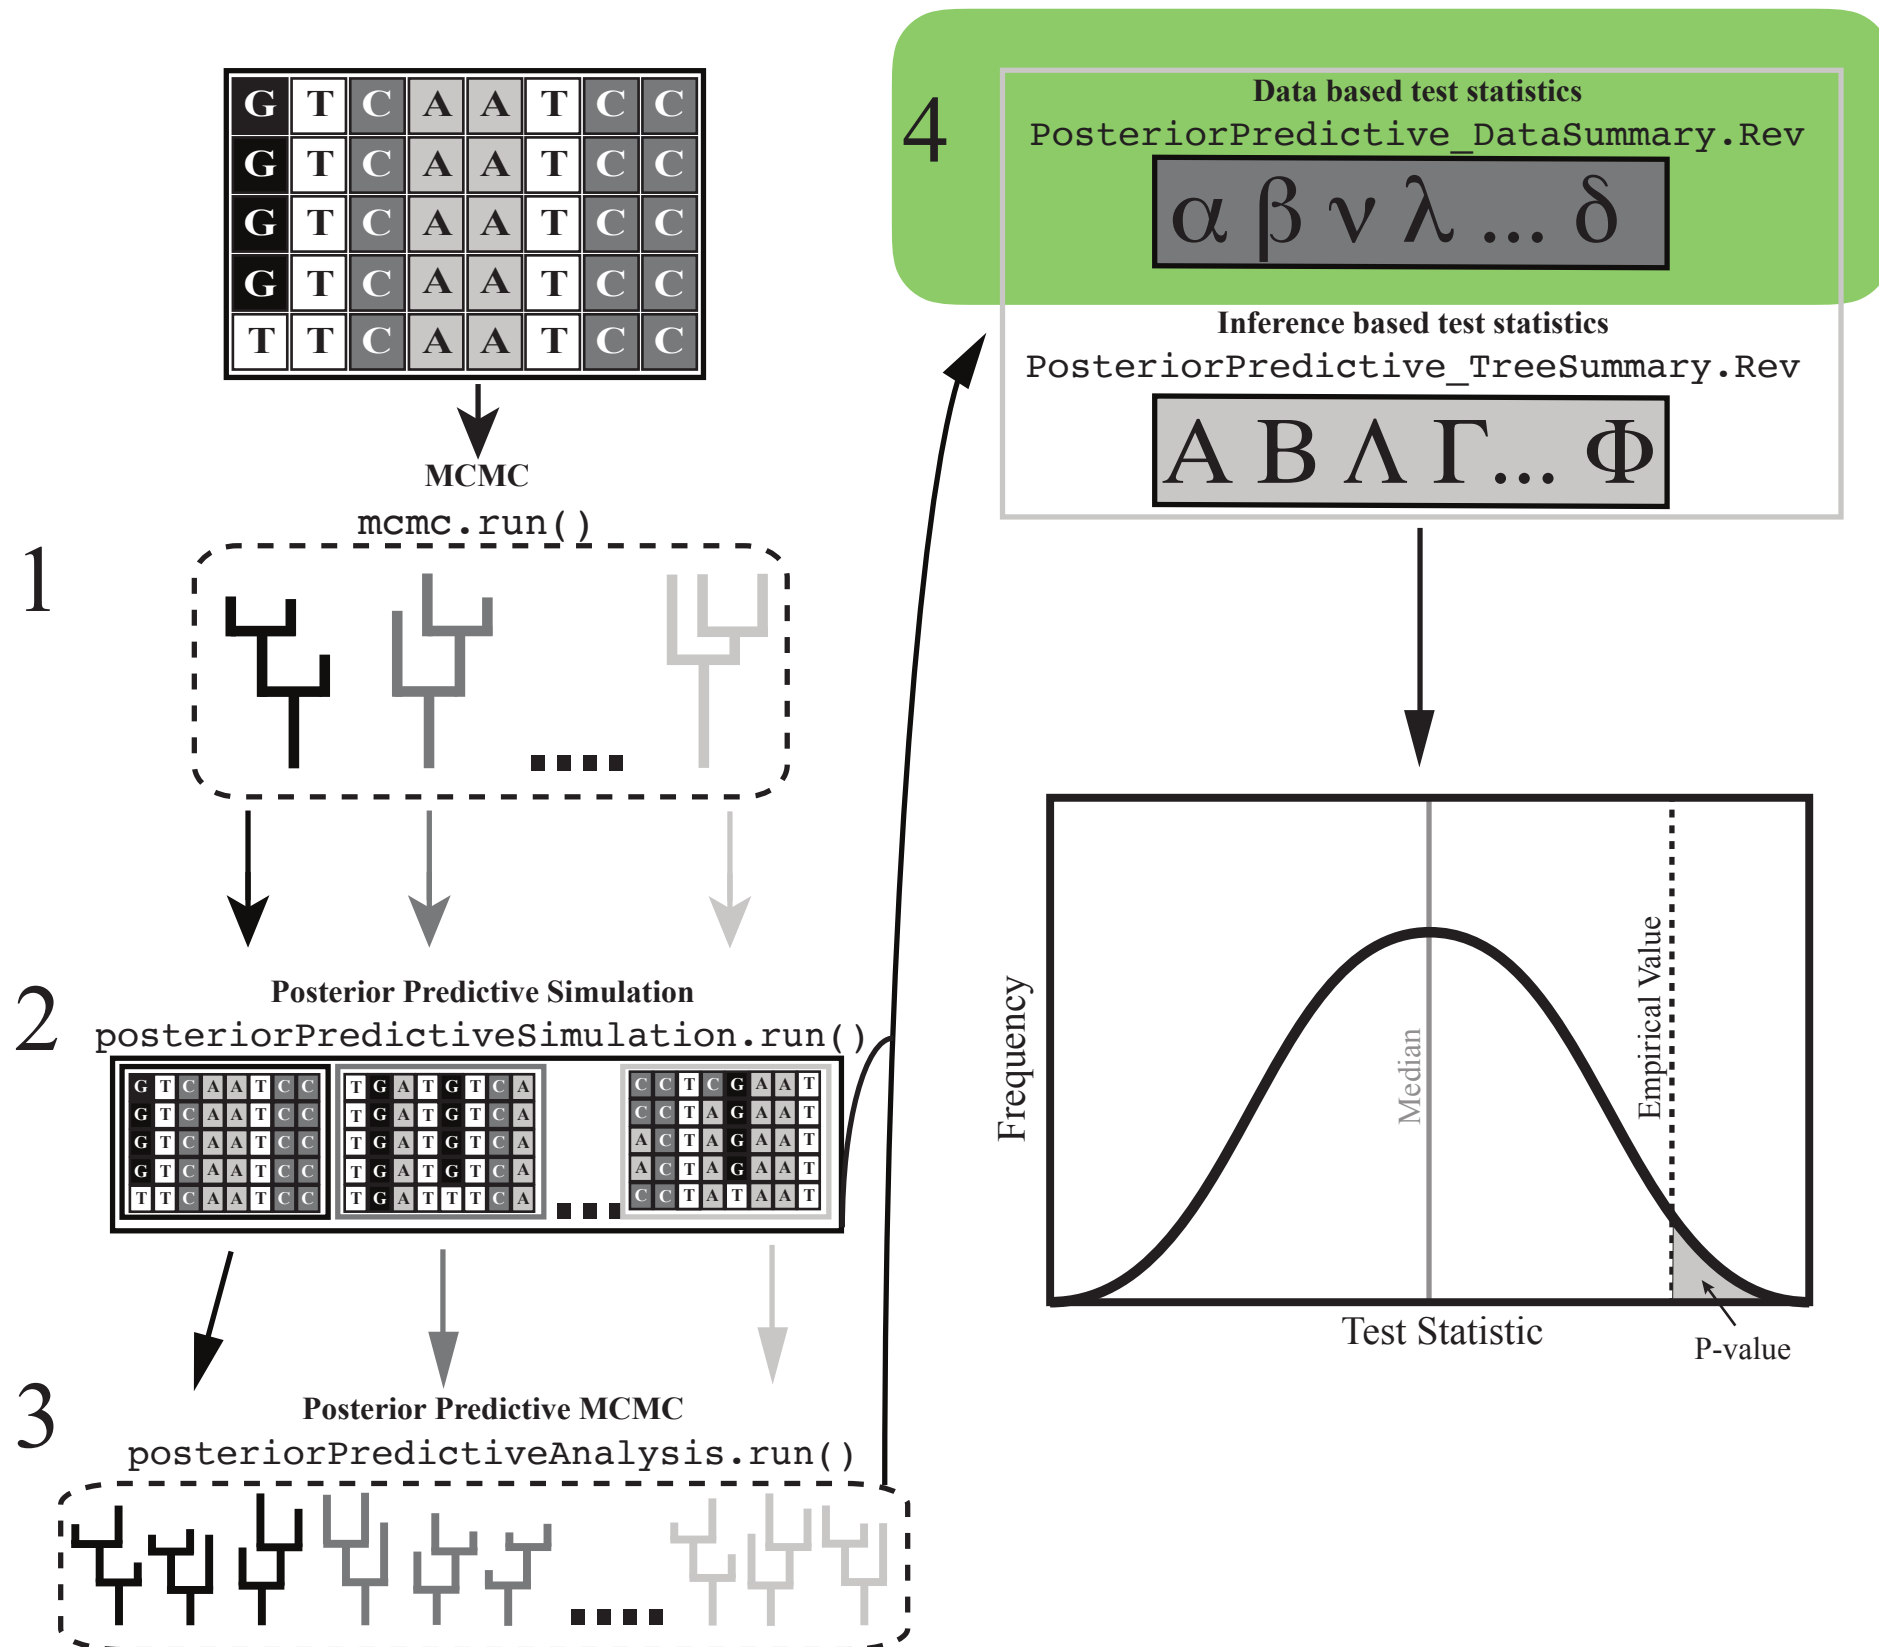 G T C A A T C C
G T C A A T C C
G T C A A T C C
G T C A A T C C
T T C A A T C C
MCMC
mcmc.run()
1
....
2
Posterior Predictive Simulation
posteriorPredictiveSimulation.run()
G T C A A T C C
G T C A A T C C
G T C A A T C C
G T C A A T C C
T T C A A T C C
T G A T G T C A
T G A T G T C A
T G A T G T C A
T G A T G T C A
T G A T T T C A
...
C C T C G A A T
C C T A G A A T
A C T A G A A T
A C T A G A A T
C C T A T A A T
3
Posterior Predictive MCMC
posteriorPredictiveAnalysis.run()
....
4
Data based test statistics
PosteriorPredictive_DataSummary.Rev
α β ν λ ... δ
Inference based test statistics
PosteriorPredictive_TreeSummary.Rev
Α Β Λ Γ... Φ
Frequency
Median
Empirical Value
Test Statistic
P-value